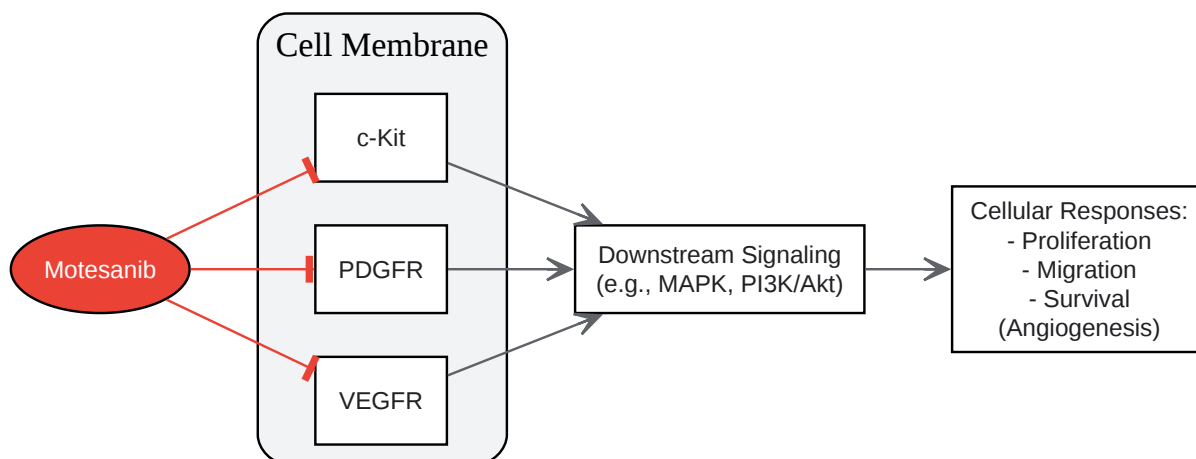 Cell Membrane
c-Kit
Motesanib
PDGFR
VEGFR
Downstream Signaling
(e.g., MAPK, PI3K/Akt)
Cellular Responses:
- Proliferation
- Migration
- Survival
(Angiogenesis)